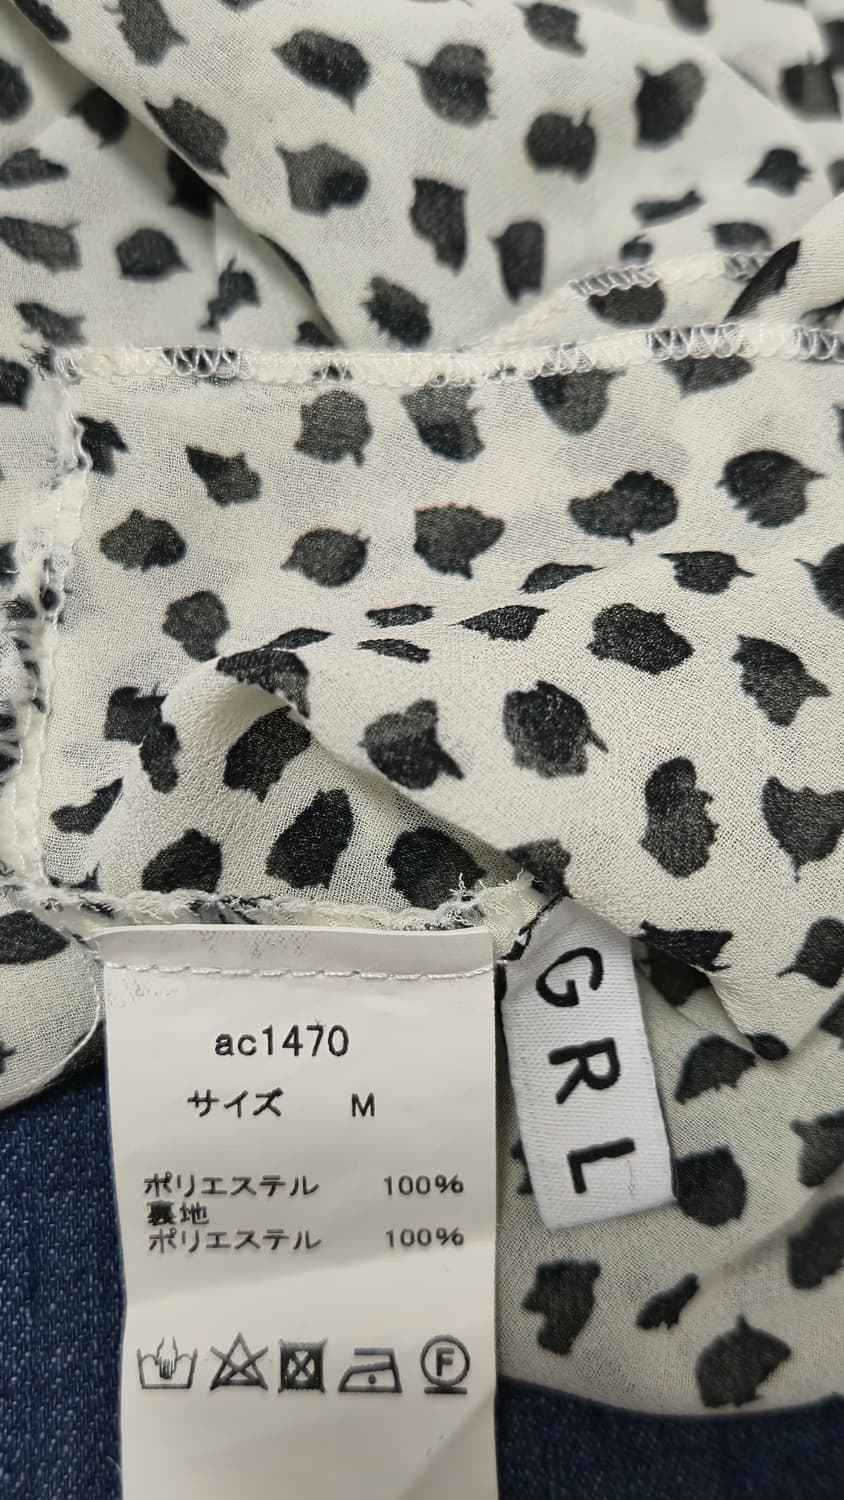 ac1470
サイズ M
ポリエステル 100%
裏地
ポリエステル 100%
F
GRL